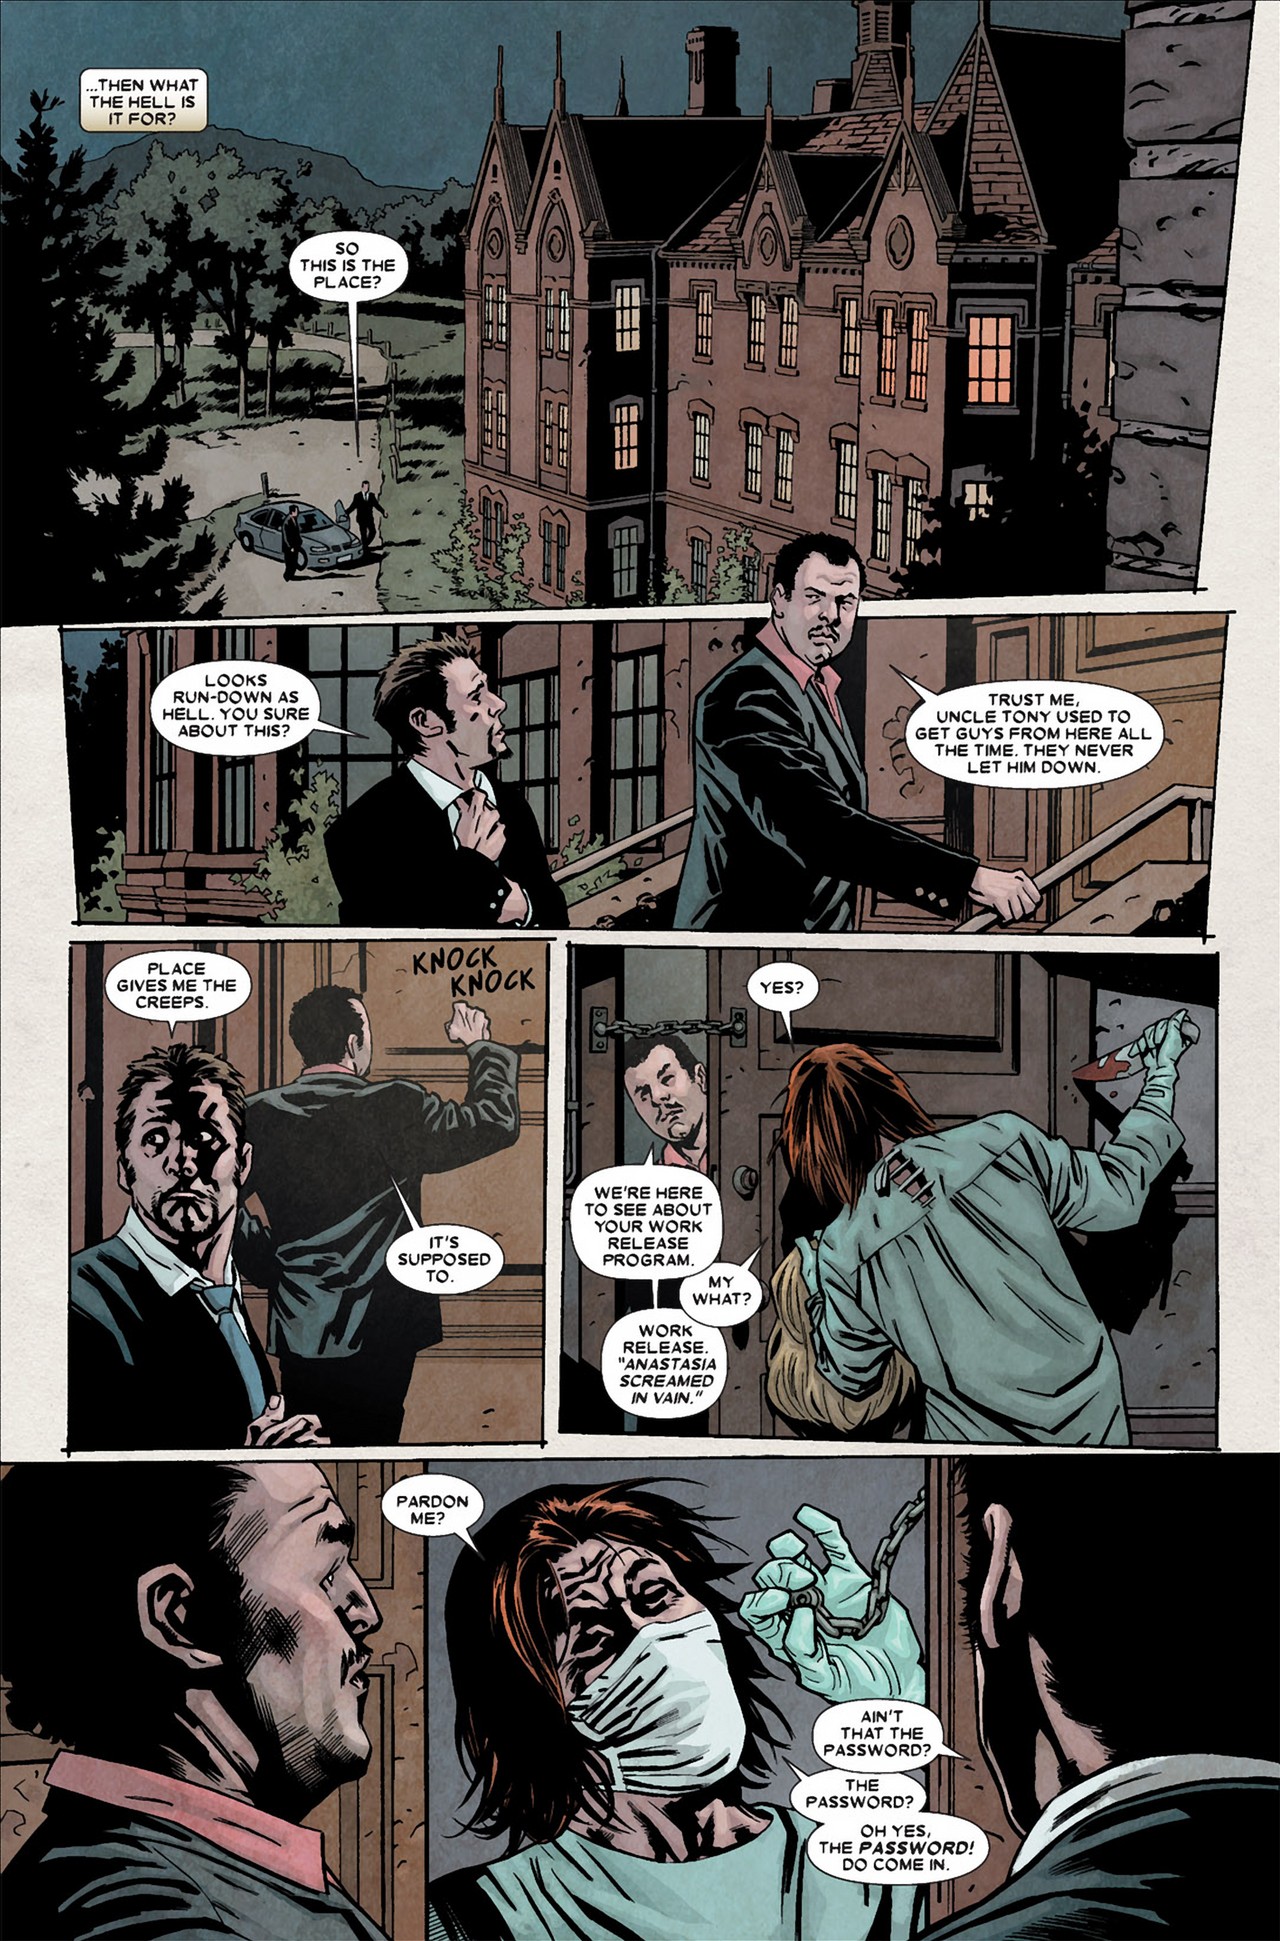 ...THEN WHAT
THE HELL IS
IT FOR?
SO
THIS IS THE
PLACE?
LOOKS
RUN-DOWN AS
HELL. YOU SURE
ABOUT THIS?
TRUST ME,
UNCLE TONY USED TO
GET GUYS FROM HERE ALL
THE TIME. THEY NEVER
LET HIM DOWN.
PLACE
GIVES ME THE
CREEPS.
KNOCK
KNOCK
IT'S
SUPPOSED
TO.
YES?
WE'RE HERE
TO SEE ABOUT
YOUR WORK
RELEASE
PROGRAM.
MY
WHAT?
WORK
RELEASE.
"ANASTASIA
SCREAMED
IN VAIN."
PARDON
ME?
AIN'T
THAT THE
PASSWORD?
THE
PASSWORD?
OH YES,
THE PASSWORD!
DO COME IN.